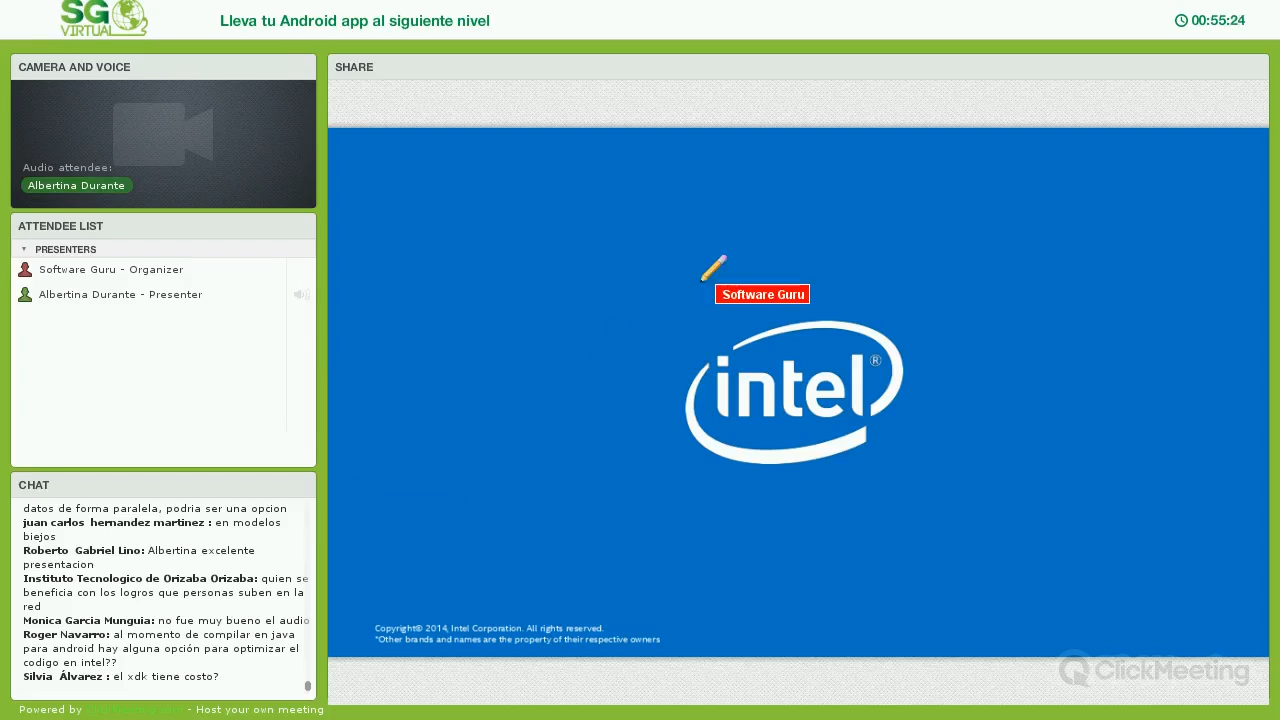 SG
VIRTUAL
Lleva tu Android app al siguiente nivel
00:55:24
CAMERA AND VOICE
Audio attendee:
Albertina Durante
ATTENDEE LIST
PRESENTERS
Software Guru - Organizer
Albertina Durante - Presenter
CHAT
datos de forma paralela, podria ser una opcion
juan carlos hernandez martinez : en modelos
biejos
Roberto Gabriel Lino: Albertina excelente
presentacion
Instituto Tecnologico de Orizaba Orizaba: quien se
beneficia con los logros que personas suben en la
red
Monica Garcia Munguia: no fue muy bueno el audio
Roger Navarro: al momento de compilar en java
para android hay alguna opción para optimizar el
codigo en intel??
Silvia Álvarez : el xdk tiene costo?
Powered by - Host your own meeting
SHARE
Software Guru
intel®
Copyright© 2014, Intel Corporation. All rights reserved.
*Other brands and names are the property of their respective owners
ClickMeeting